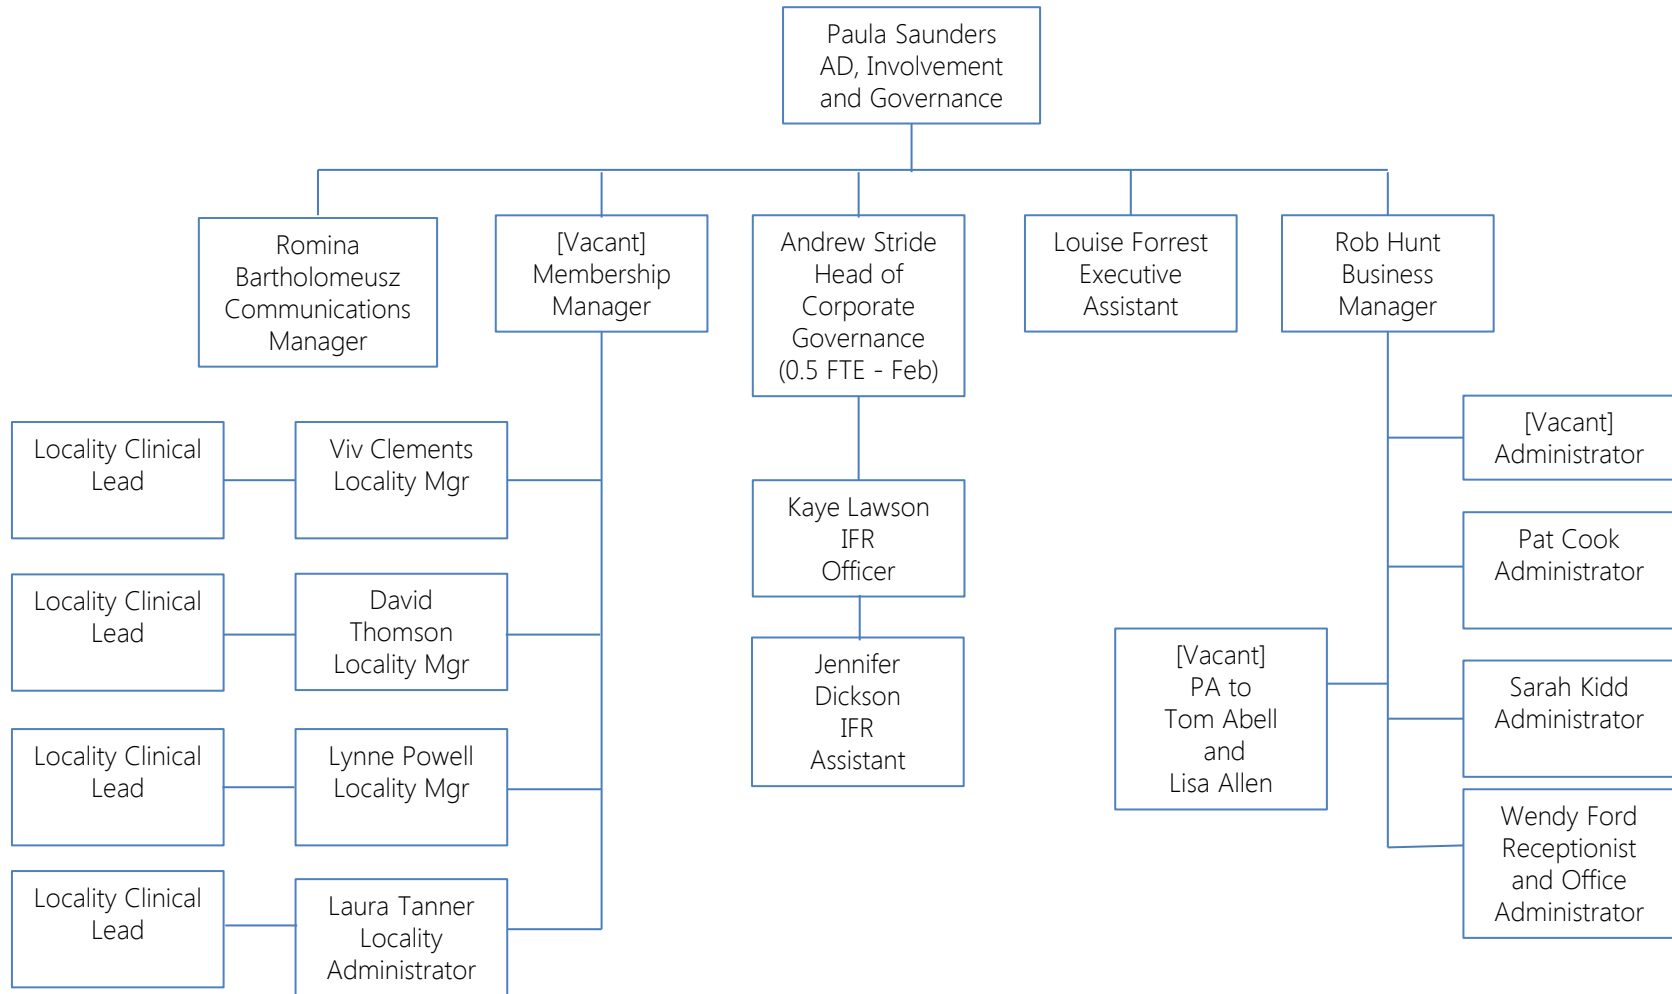 Paula Saunders
AD, Involvement
and Governance
Romina
Bartholomeusz
Communications
Manager
[Vacant]
Membership
Manager
Andrew Stride
Head of
Corporate
Governance
(0.5 FTE - Feb)
Louise Forrest
Executive
Assistant
Rob Hunt
Business
Manager
Locality Clinical
Lead
Viv Clements
Locality Mgr
Locality Clinical
Lead
David
Thomson
Locality Mgr
Locality Clinical
Lead
Lynne Powell
Locality Mgr
Locality Clinical
Lead
Laura Tanner
Locality
Administrator
Kaye Lawson
IFR
Officer
Jennifer
Dickson
IFR
Assistant
[Vacant]
PA to
Tom Abell
and
Lisa Allen
[Vacant]
Administrator
Pat Cook
Administrator
Sarah Kidd
Administrator
Wendy Ford
Receptionist
and Office
Administrator